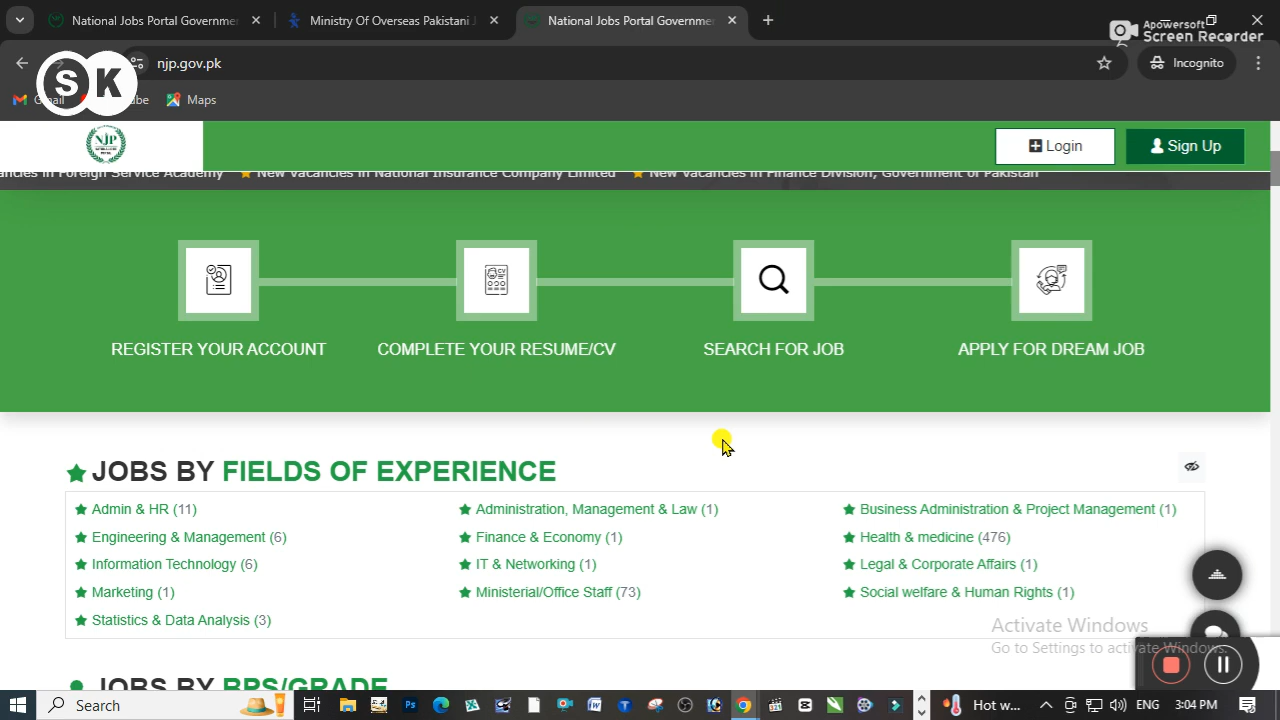 National Jobs Portal Governme
Ministry Of Overseas Pakistani
National Jobs Portal Governme
Apowersoft
Screen Recorder
njp.gov.pk
Incognito
SK
Gmail
Maps
NJP
Login
Sign Up
ancies in Foreign Service Academy New Vacancies in National Insurance Company Limited New Vacancies in Finance Division, Government of Pakistan
CV
REGISTER YOUR ACCOUNT
COMPLETE YOUR RESUME/CV
SEARCH FOR JOB
APPLY FOR DREAM JOB
JOBS BY FIELDS OF EXPERIENCE
Admin & HR (11)
Administration, Management & Law (1)
Business Administration & Project Management (1)
Engineering & Management (6)
Finance & Economy (1)
Health & medicine (476)
Information Technology (6)
IT & Networking (1)
Legal & Corporate Affairs (1)
Marketing (1)
Ministerial/Office Staff (73)
Social welfare & Human Rights (1)
Statistics & Data Analysis (3)
Activate Windows
Go to Settings to activate Windows.
JOBS BY BPS/GRADE
Search
Hot w...
ENG
3:04 PM